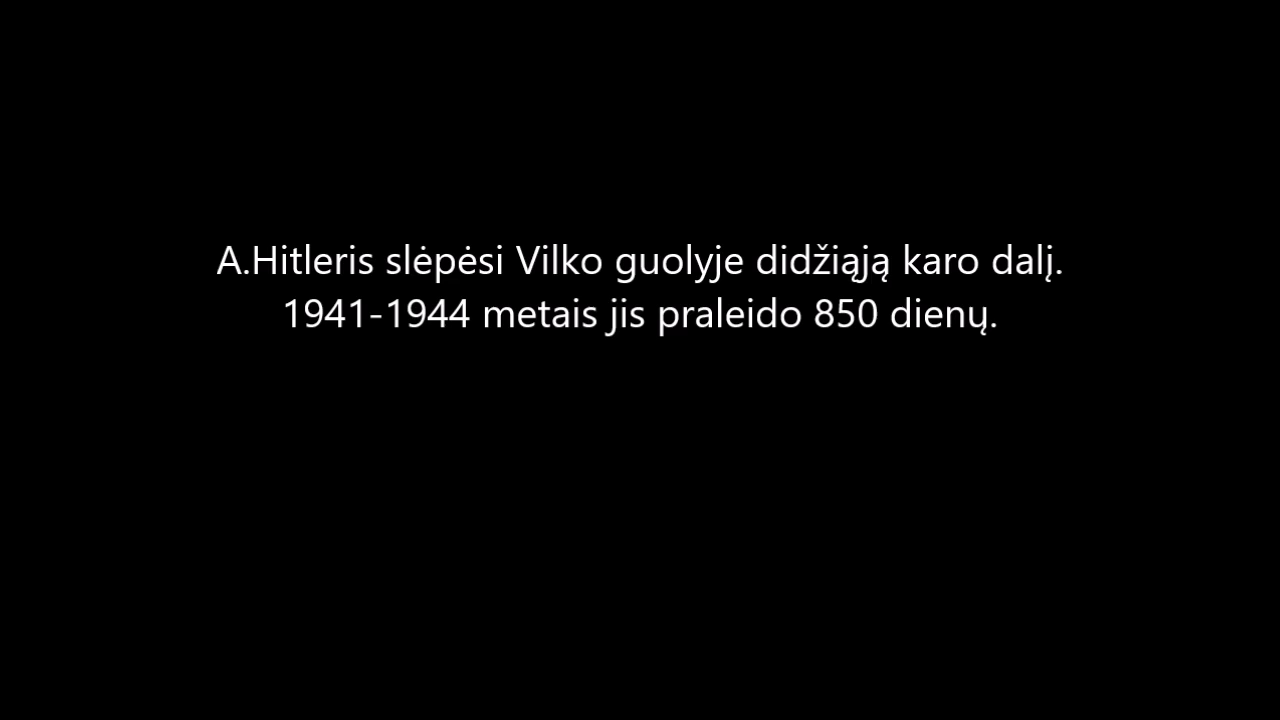 A.Hitleris slėpėsi Vilko guolyje didžiąją karo dalį.
1941-1944 metais jis praleido 850 dienų.